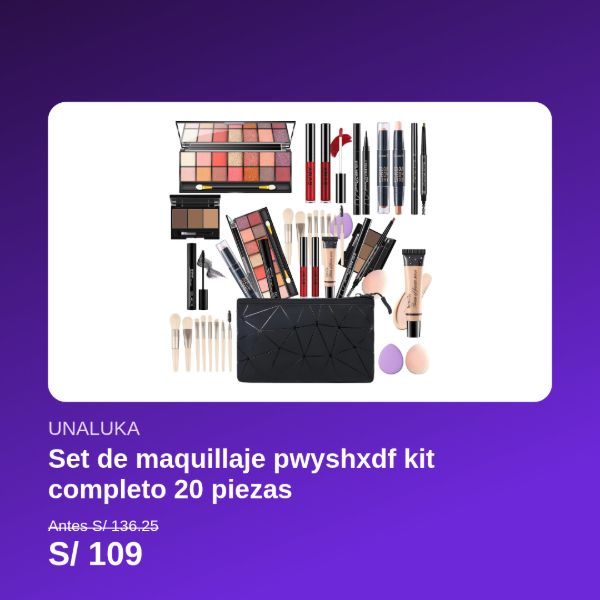 UNALUKA
Set de maquillaje pwyshxdf kit
completo 20 piezas
Antes S/ 136.25
S/ 109